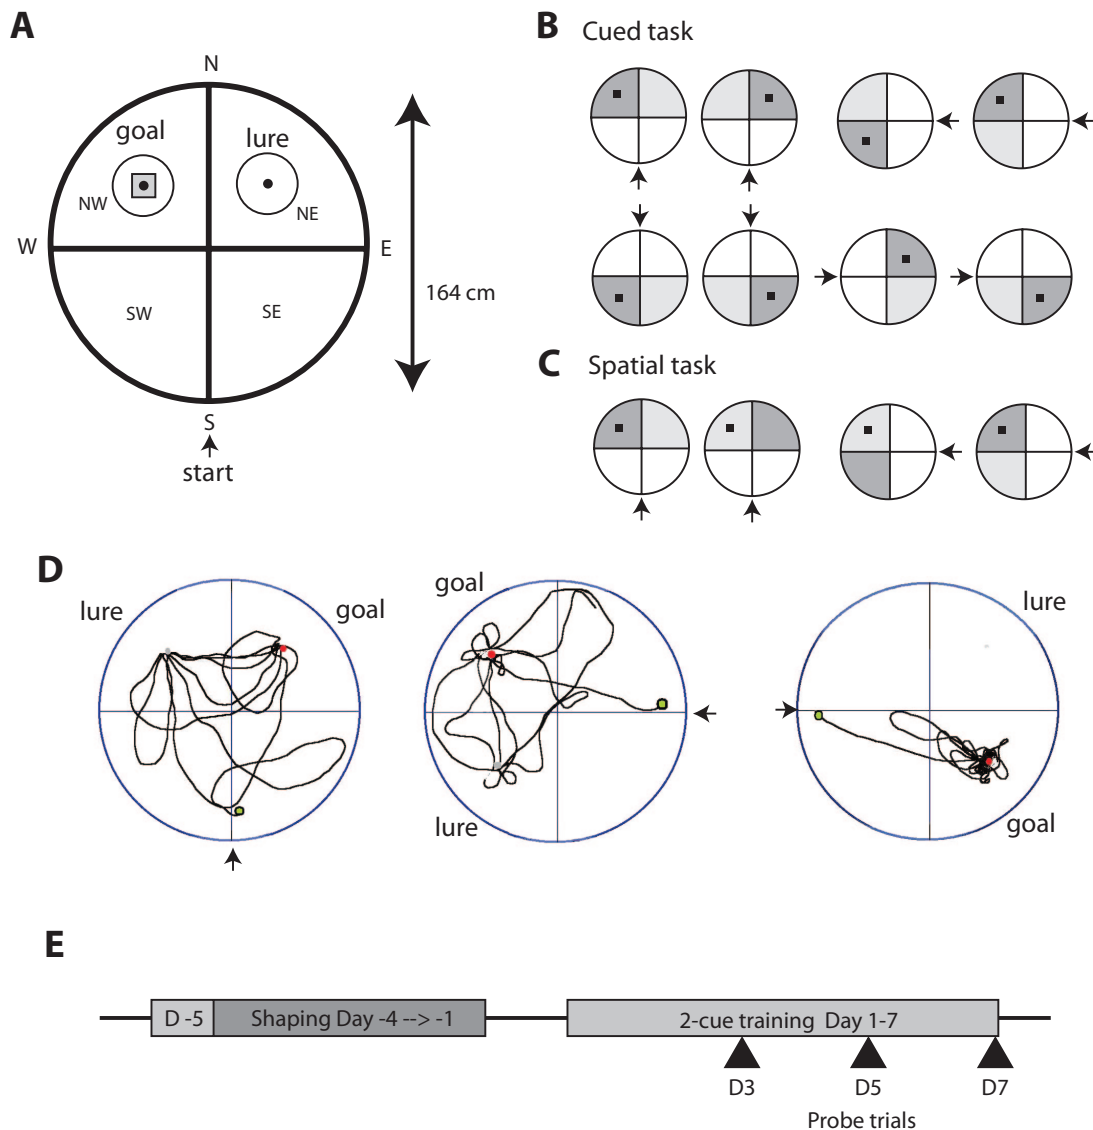 A
N
goal
lure
NW
NE
W
E
SW
SE
164 cm
S
start
B Cued task
C Spatial task
D
lure
goal
goal
lure
lure
goal
E
D -5
Shaping Day -4 --> -1
2-cue training Day 1-7
D3
D5
D7
Probe trials